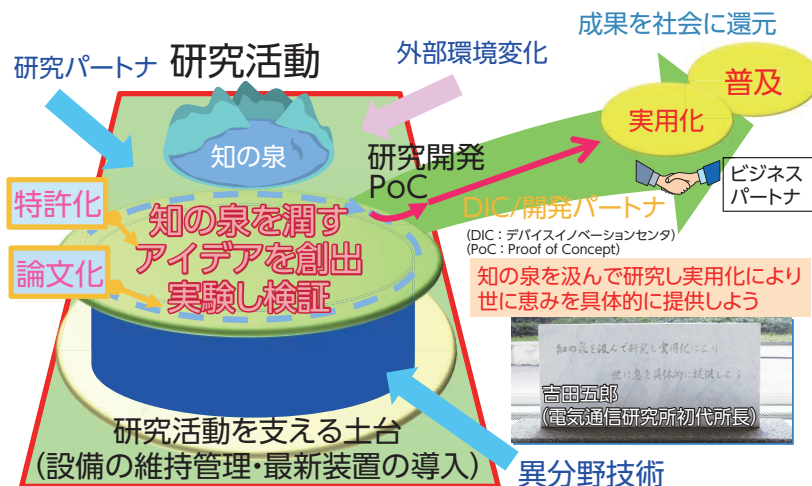 成果を社会に還元
研究パートナ
研究活動
外部環境変化
普及
実用化
知の泉
研究開発
PoC
ビジネス
パートナ
特許化
論文化
知の泉を潤す
アイデアを創出
実験し検証
DIC/開発パートナ
(DIC:デバイスイノベーションセンタ)
(PoC:Proof of Concept)
知の泉を汲んで研究し実用化により
世に恵みを具体的に提供しよう
知の泉を汲んで研究し実用化により
世に恵を具体的に提供しよう
吉田五郎
(電気通信研究所初代所長)
研究活動を支える土台
(設備の維持管理・最新装置の導入)
異分野技術